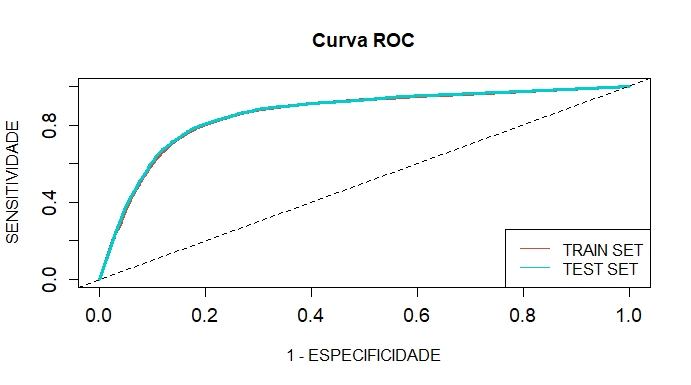 Curva ROC
SENSITIVIDADE
0.8
0.4
0.0
TRAIN SET
TEST SET
0.0 0.2 0.4 0.6 0.8 1.0
1 - ESPECIFICIDADE